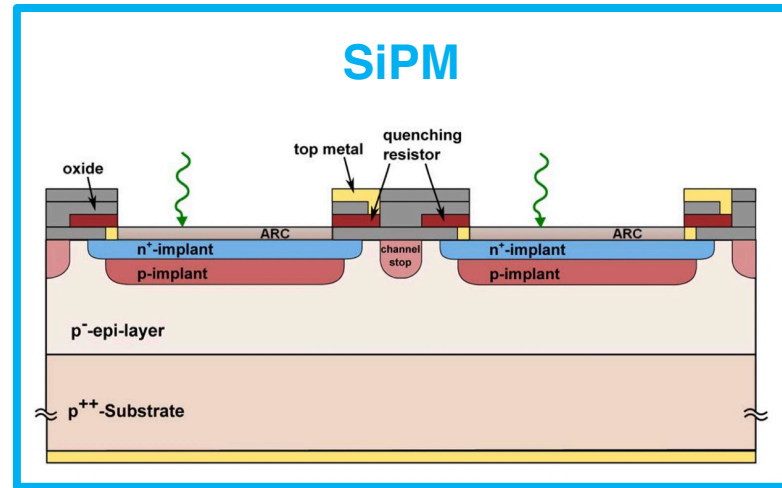 SiPM
quenching
top metal
resistor
oxide
ARC
ARC
n⁺-implant
channel
stop
n⁺-implant
p-implant
p-implant
p⁻-epi-layer
p⁺⁺-Substrate